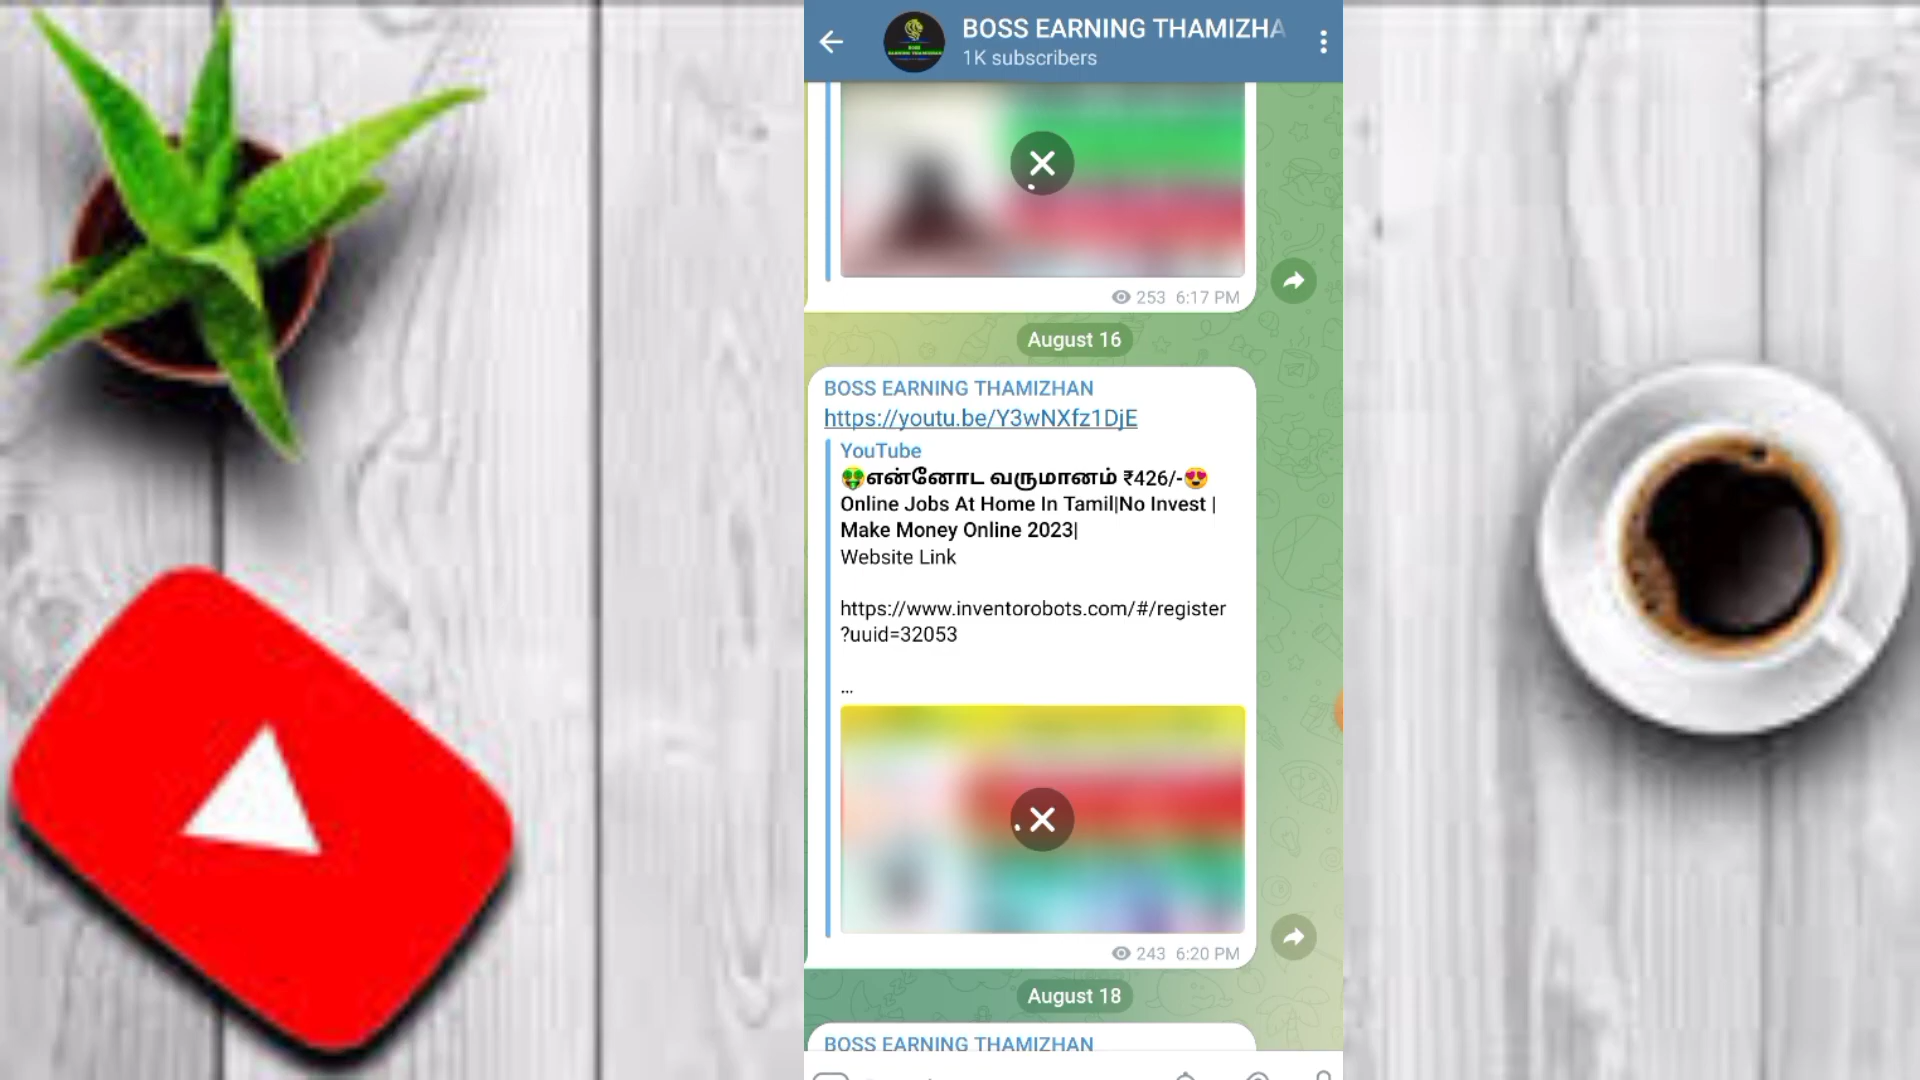 BOSS EARNING THAMIZHA
1K subscribers
253 6:17 PM
August 16
BOSS EARNING THAMIZHAN
https://youtu.be/Y3wNXfz1DjE
YouTube
🤑என்னோட வருமானம் ₹426/-😍
Online Jobs At Home In Tamil|No Invest |
Make Money Online 2023|
Website Link
https://www.inventorobots.com/#/register
?uuid=32053
...
243 6:20 PM
August 18
BOSS EARNING THAMIZHAN